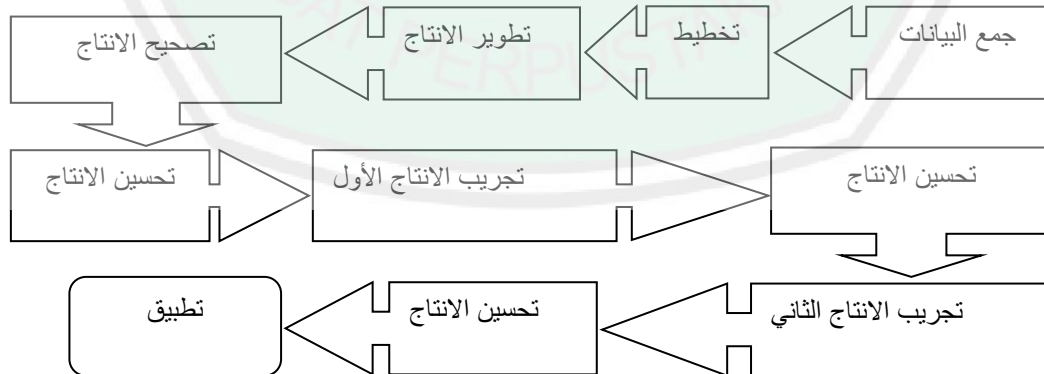 جمع البيانات
تخطيط
تطوير الانتاج
تصحيح الانتاج
تحسين الانتاج
تجريب الانتاج الأول
تحسين الانتاج
تجريب الانتاج الثاني
تحسين الانتاج
تطبيق
PERPUSTA